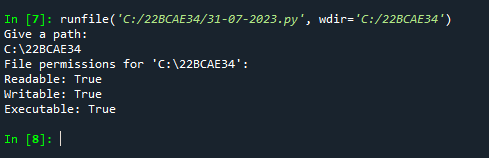 In [7]: runfile('C:/22BCAE34/31-07-2023.py', wdir='C:/22BCAE34')
Give a path:
C:\22BCAE34
File permissions for 'C:\22BCAE34':
Readable: True
Writable: True
Executable: True
In [8]: